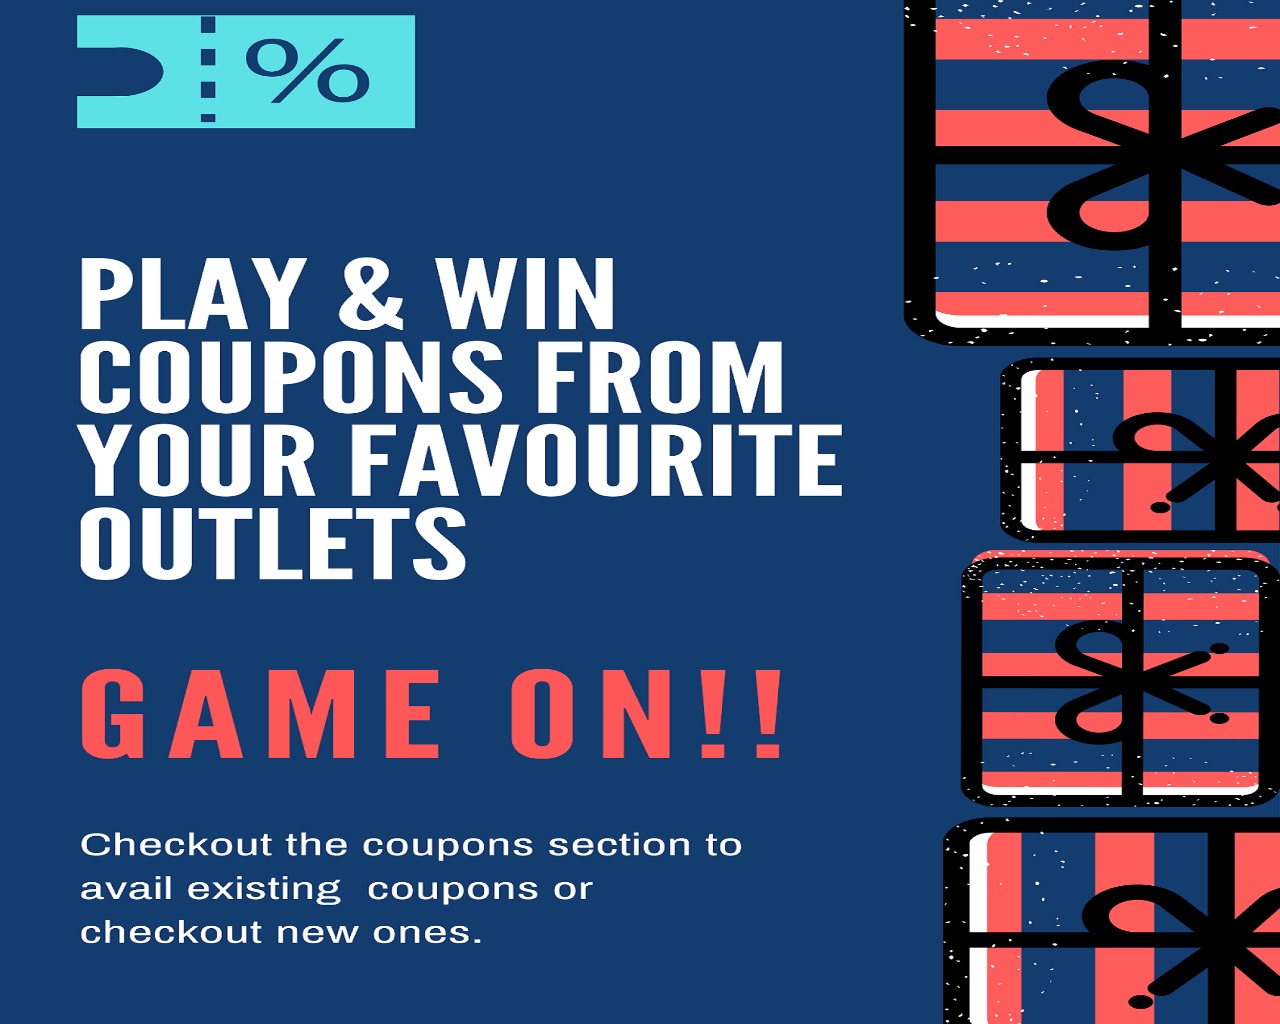 %
PLAY & WIN
COUPONS FROM
YOUR FAVOURITE
OUTLETS
GAME ON!!
Checkout the coupons section to
avail existing  coupons or
checkout new ones.